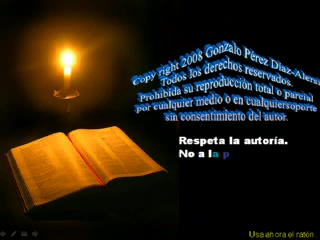 Copy right 2008 Gonzalo Pérez Díaz-Alersi
Todos los derechos reservados.
Prohibida su reproducción total o parcial
por cualquier medio o en cualquiersoporte
sin consentimiento del autor.
Respeta la autoría.
No a la p
Usa ahora el ratón